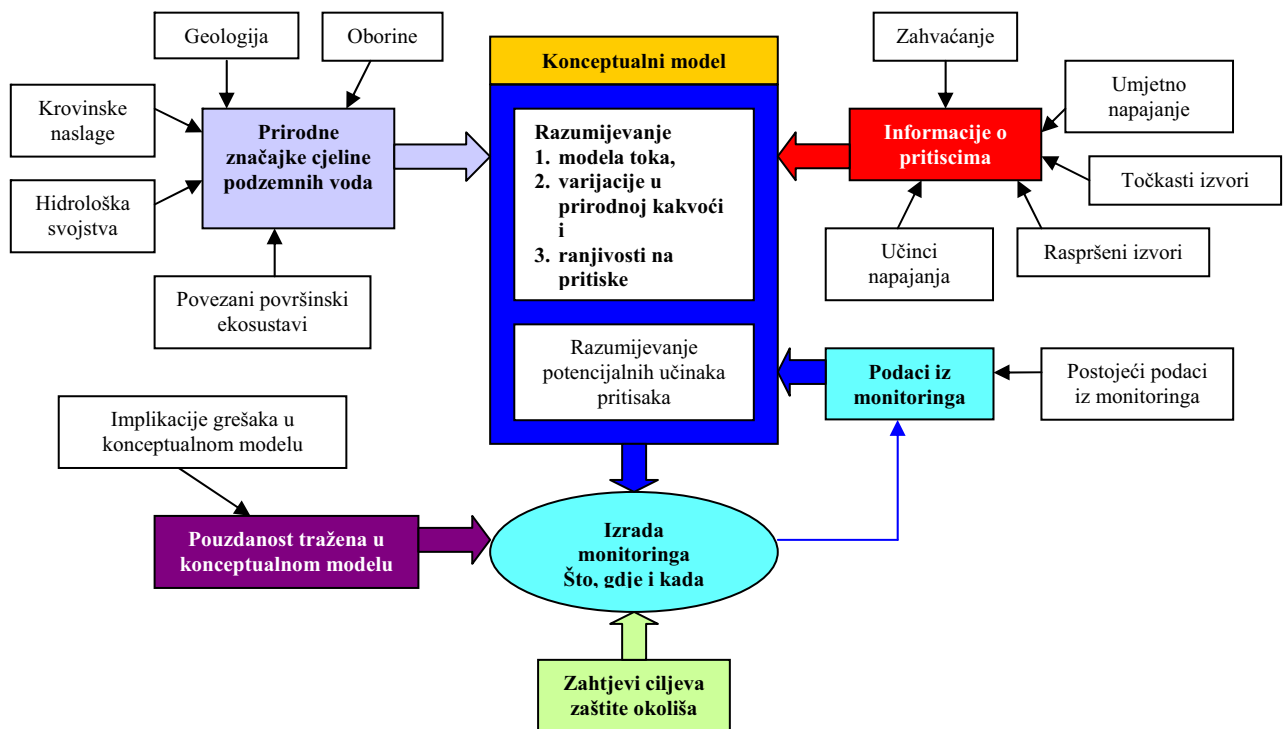 Geologija
Oborine
Krovinske
naslage
Prirodne
značajke cjeline
podzemnih voda
Hidrološka
svojstva
Povezani površinski
ekosustavi
Konceptualni model
Razumijevanje
1. modela toka,
2. varijacije u
prirodnoj kakvoći
i
3. ranjivosti na
pritiske
Razumijevanje
potencijalnih učinaka
pritisaka
Zahvaćanje
Umjetno
napajanje
Informacije o
pritiscima
Točkasti izvori
Učinci
napajanja
Raspršeni izvori
Podaci iz
monitoringa
Postojeći podaci
iz monitoringa
Implikacije grešaka u
konceptualnom modelu
Pouzdanost tražena u
konceptualnom modelu
Izrada
monitoringa
Što, gdje i kada
Zahtjevi ciljeva
zaštite okoliša